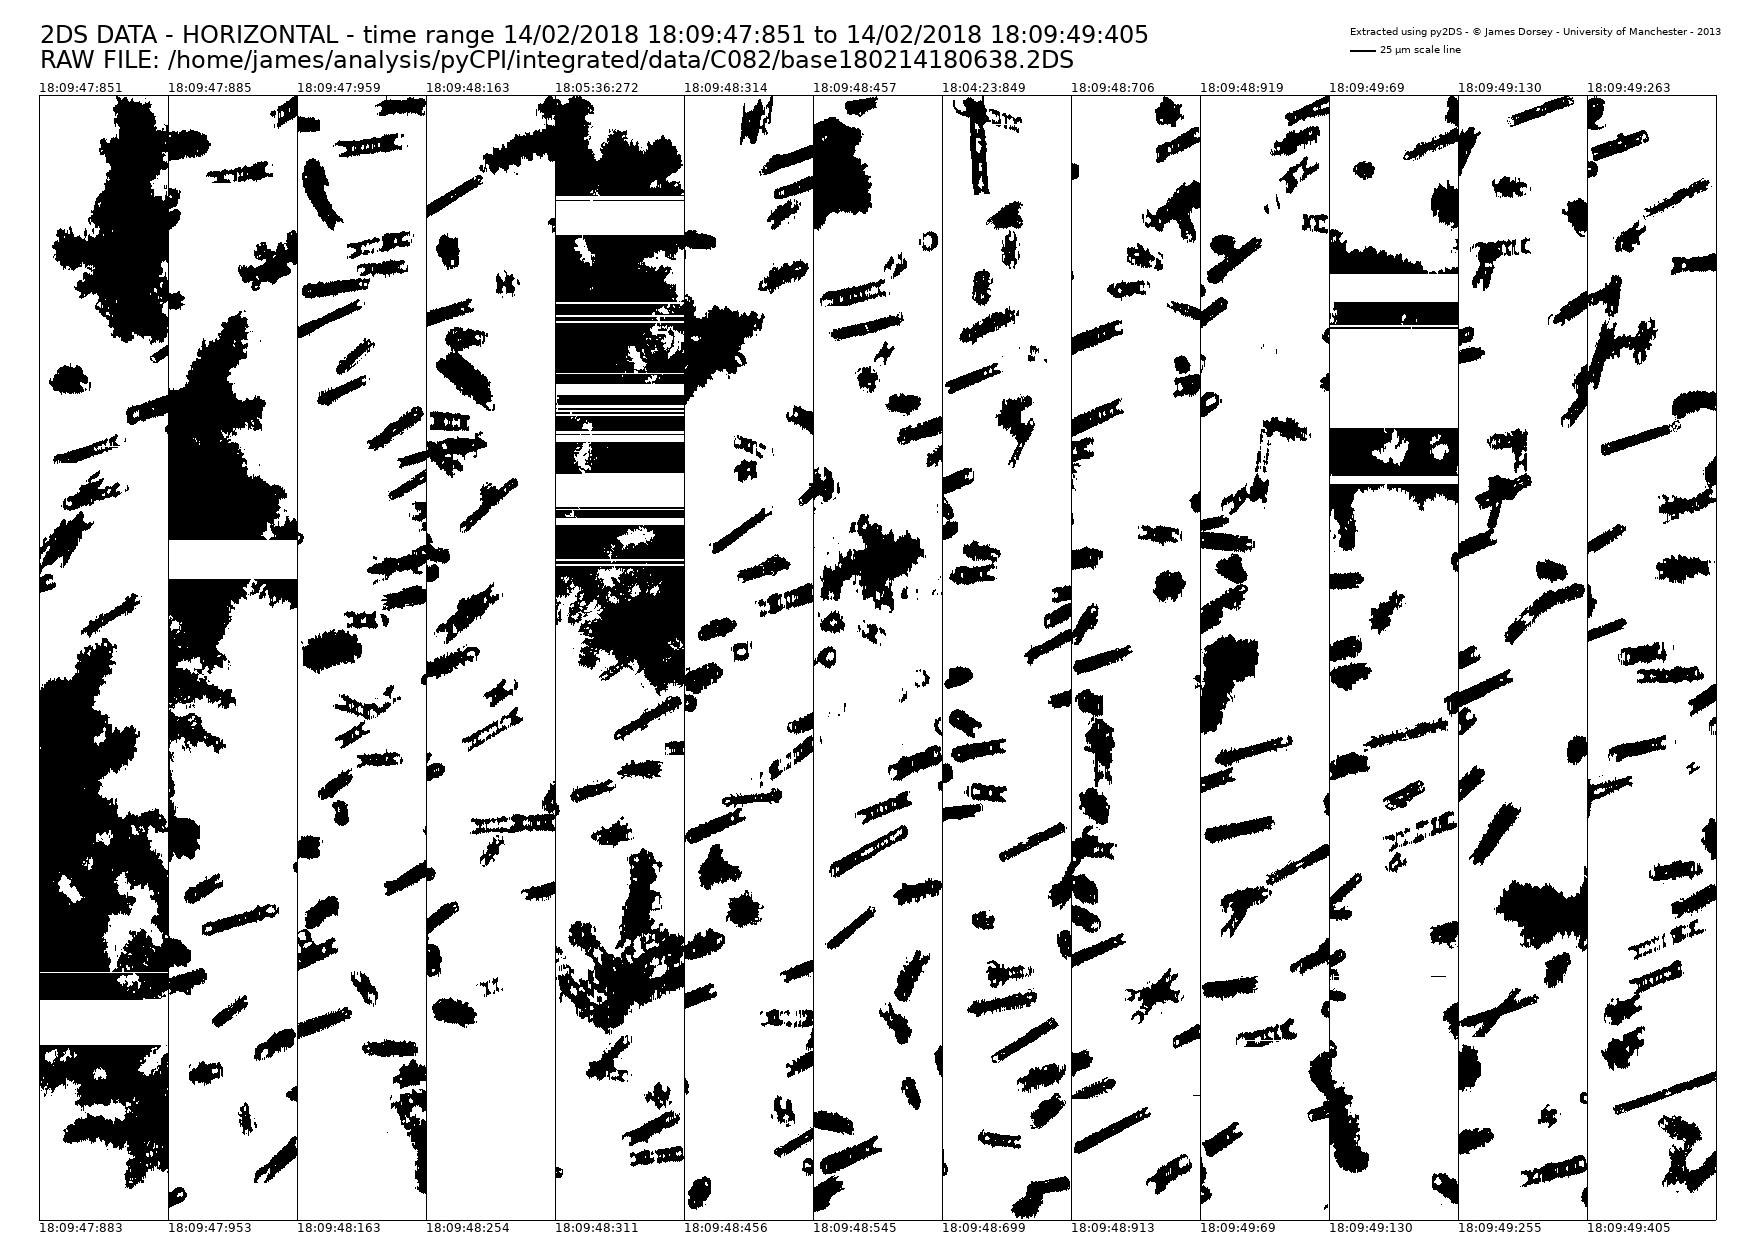 2DS DATA - HORIZONTAL - time range 14/02/2018 18:09:47:851 to 14/02/2018 18:09:49:405
RAW FILE: /home/james/analysis/pyCPI/integrated/data/C082/base180214180638.2DS
Extracted using py2DS - © James Dorsey - University of Manchester - 2013
25 μm scale line
18:09:47:851 18:09:47:885 18:09:47:959 18:09:48:163 18:05:36:272 18:09:48:314 18:09:48:457 18:04:23:849 18:09:48:706 18:09:48:919 18:09:49:69 18:09:49:130 18:09:49:263
18:09:47:883 18:09:47:953 18:09:48:163 18:09:48:254 18:09:48:311 18:09:48:456 18:09:48:545 18:09:48:699 18:09:48:913 18:09:49:69 18:09:49:130 18:09:49:255 18:09:49:405